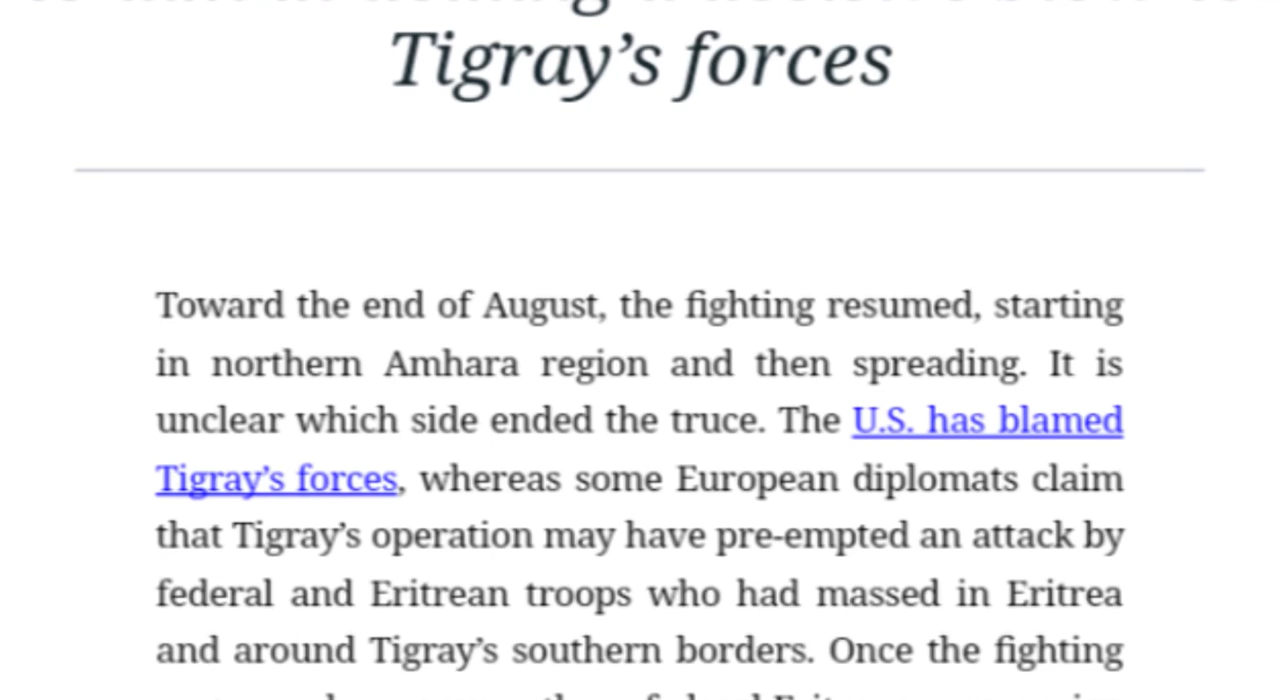 Tigray’s forces
Toward the end of August, the fighting resumed, starting
in northern Amhara region and then spreading. It is
unclear which side ended the truce. The U.S. has blamed
Tigray’s forces, whereas some European diplomats claim
that Tigray’s operation may have pre-empted an attack by
federal and Eritrean troops who had massed in Eritrea
and around Tigray’s southern borders. Once the fighting